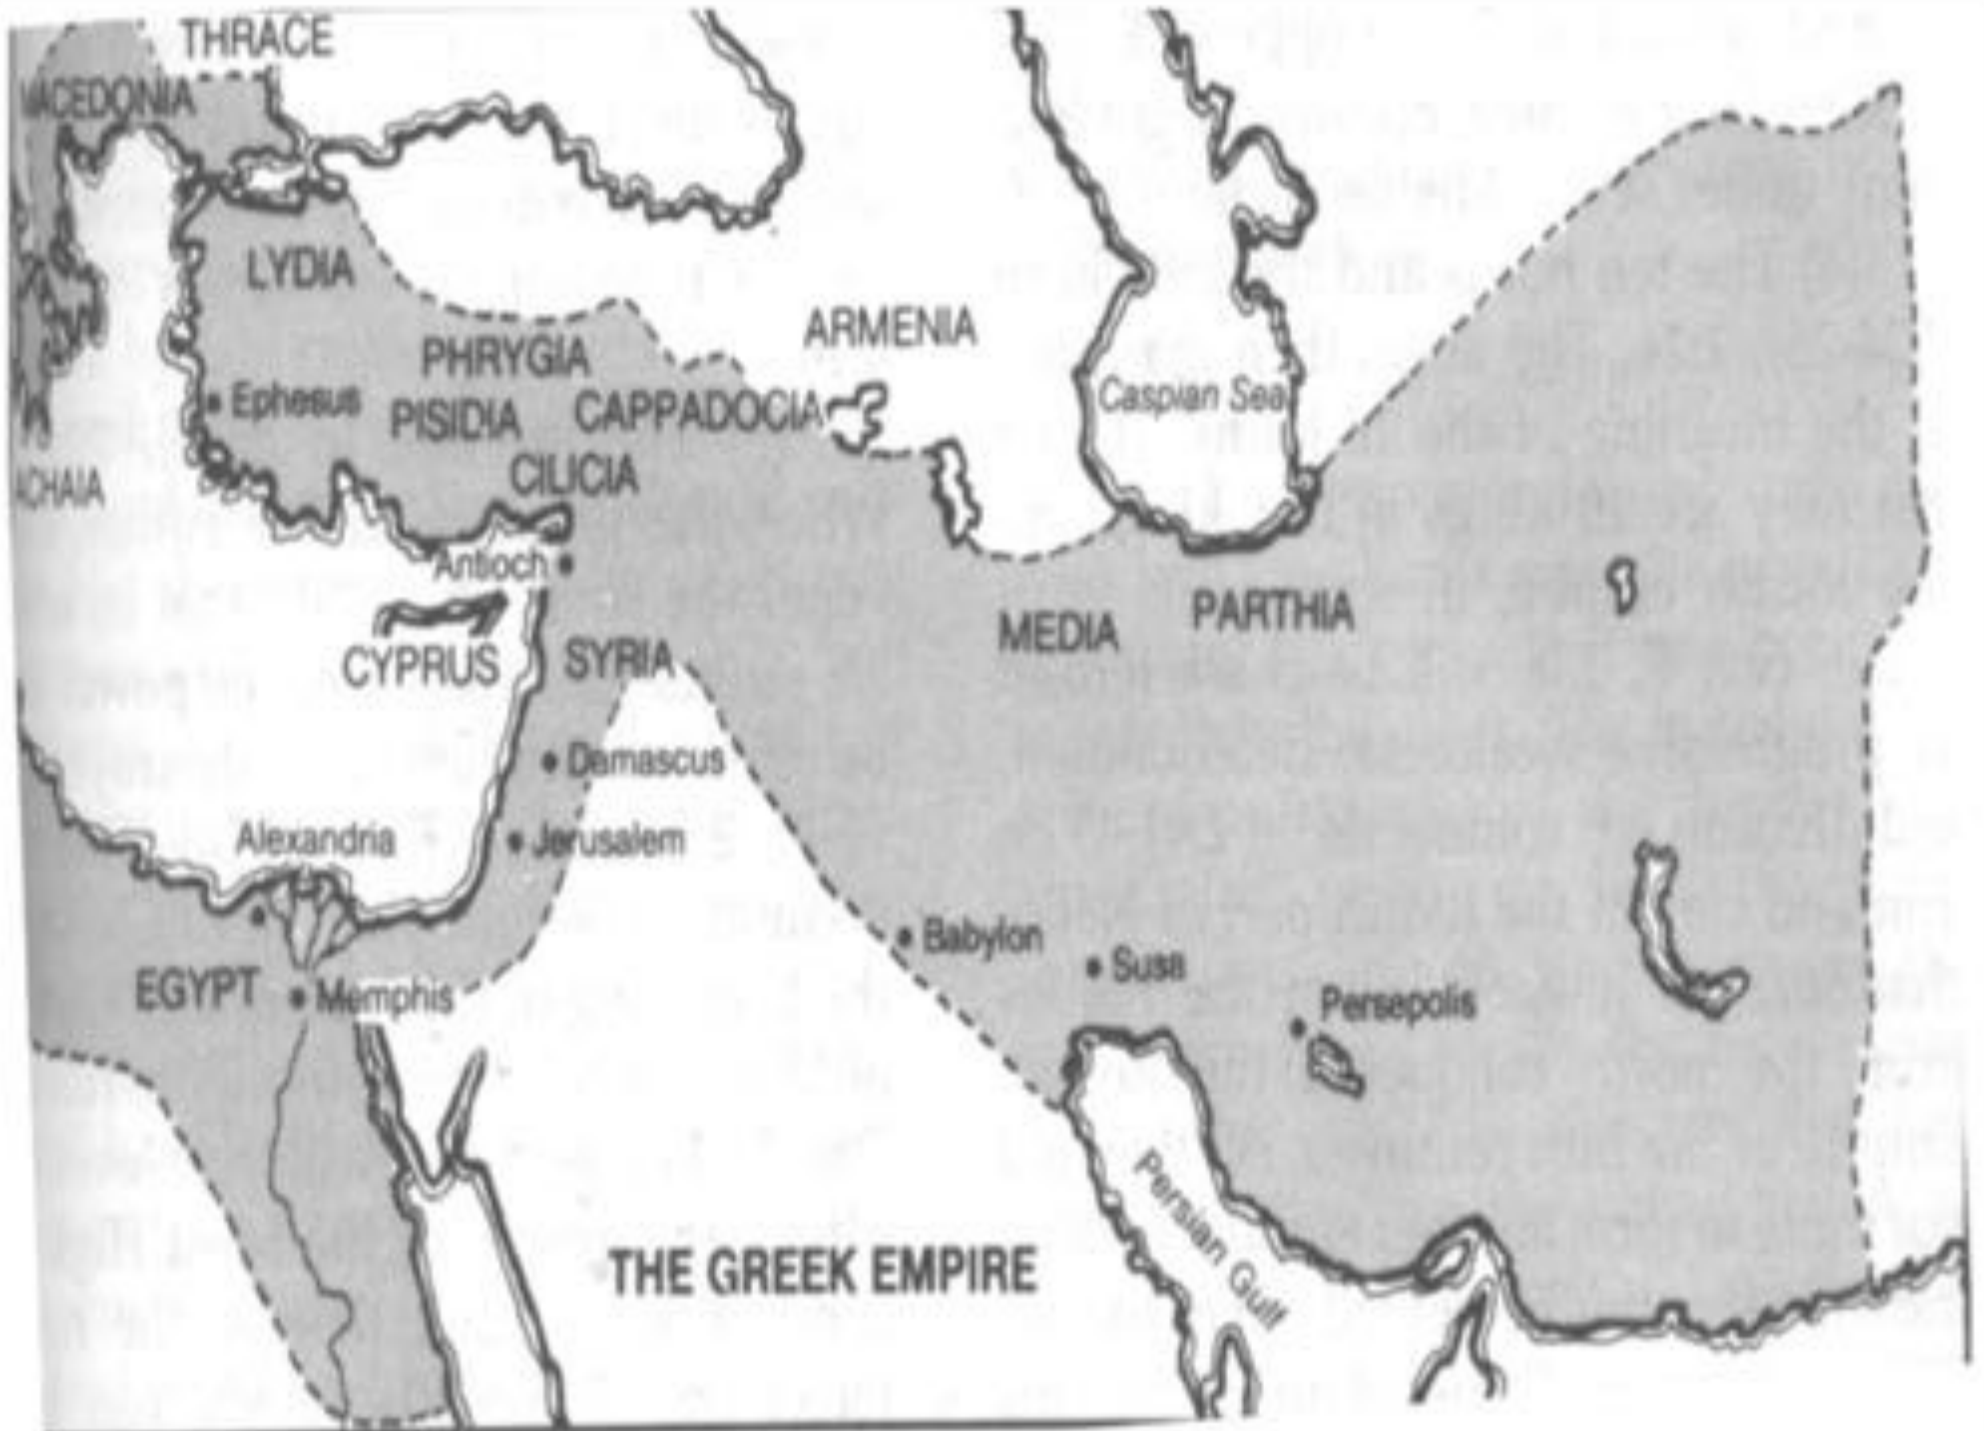 THRACE
MACEDONIA
LYDIA
ARMENIA
PHRYGIA
Caspian Sea
Ephesus
PISIDIA
CAPPADOCIA
CILICIA
ACHAIA
Antioch
PARTHIA
MEDIA
CYPRUS
SYRIA
Damascus
Alexandria
Jerusalem
Babylon
Susa
EGYPT
Memphis
Persepolis
Persian Gulf
THE GREEK EMPIRE